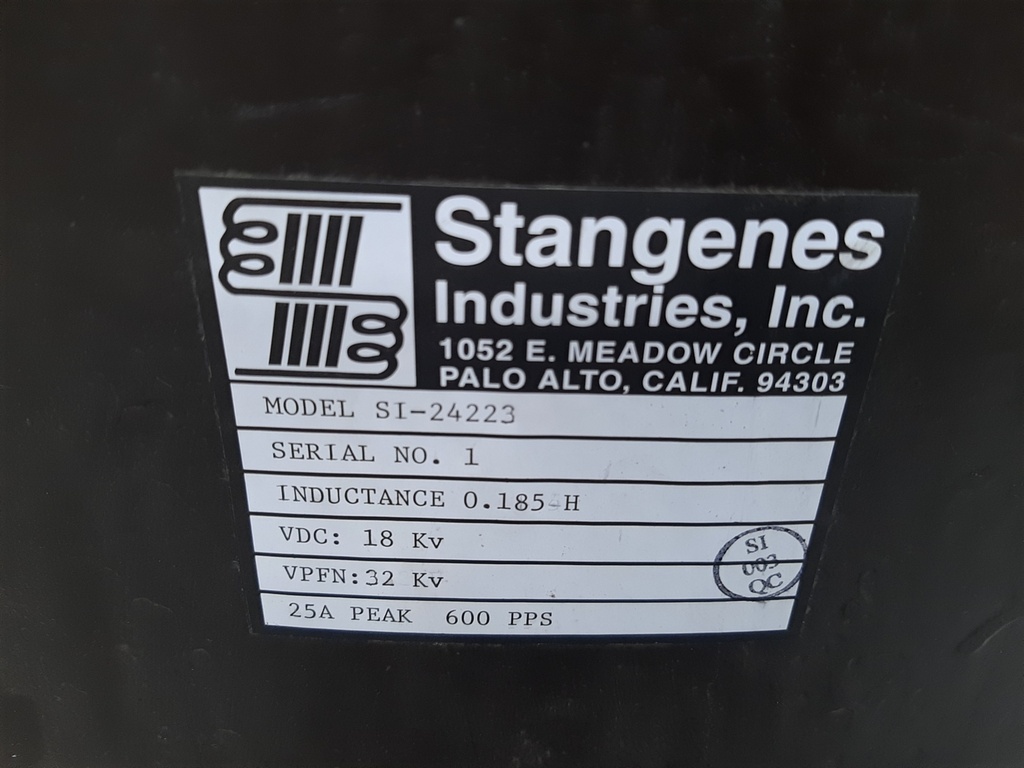 Stangenes
Industries, Inc.
1052 E. MEADOW CIRCLE
PALO ALTO, CALIF. 94303
MODEL SI-24223
SERIAL NO. 1
INDUCTANCE 0.185 H
VDC: 18 Kv
VPFN:32 Kv
25A PEAK 600 PPS
SI
003
QC